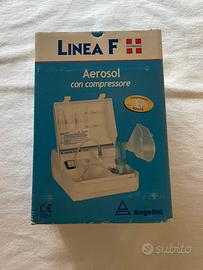 LINEA F
Aerosol
con compressore
CE
Angelini
subito